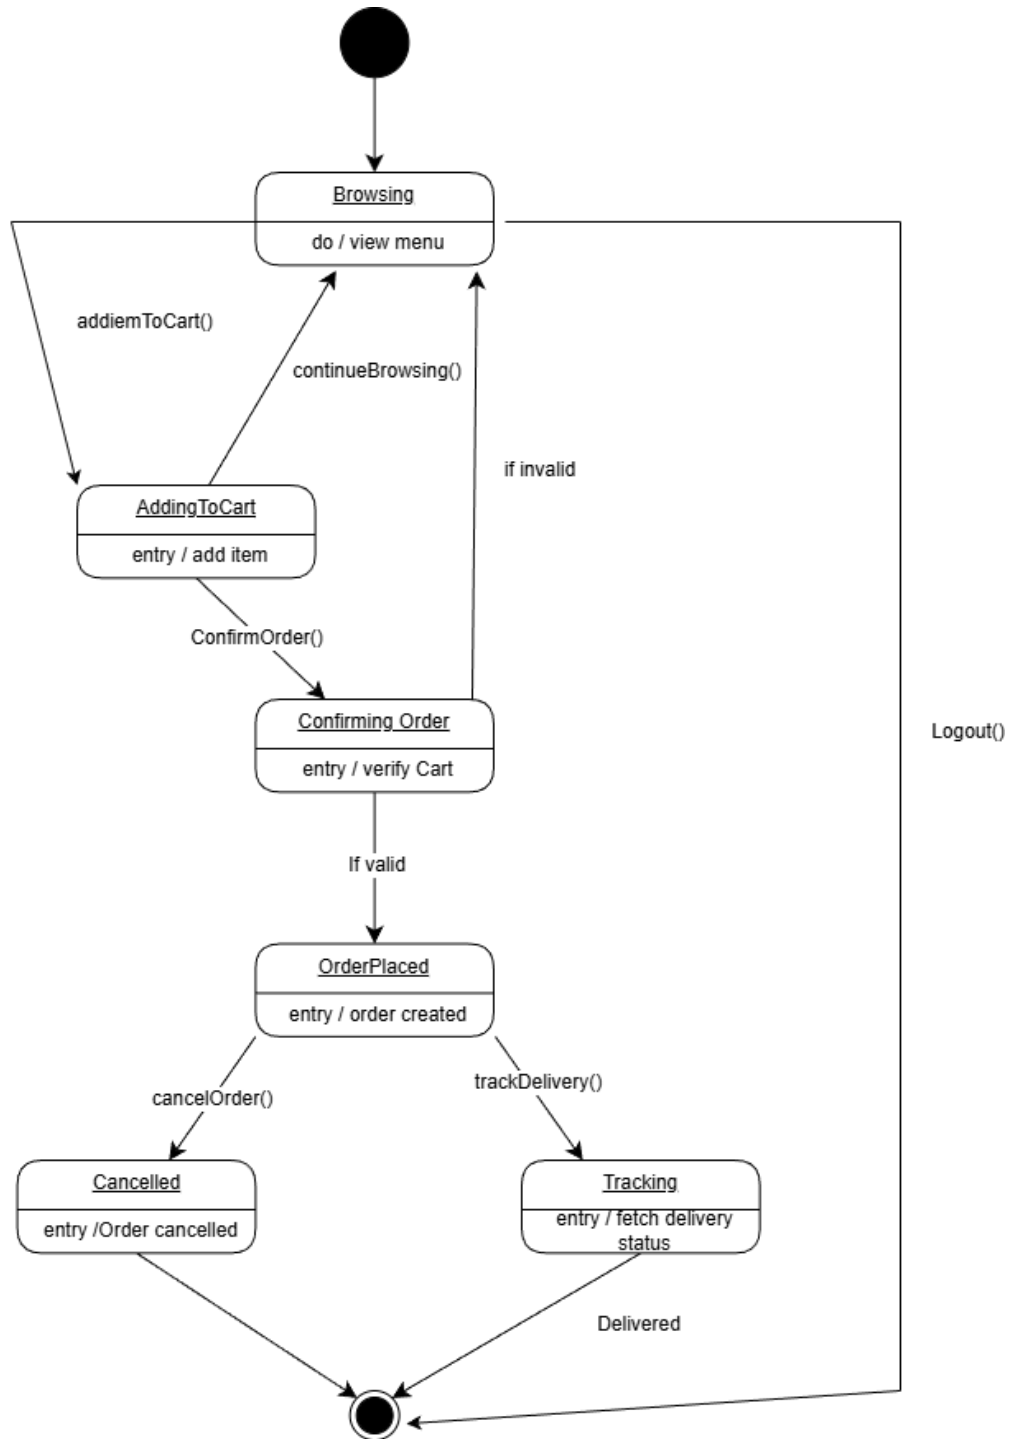 Browsing
do / view menu
addiemToCart()
continueBrowsing()
if invalid
AddingToCart
entry / add item
ConfirmOrder()
Confirming Order
entry / verify Cart
Logout()
If valid
OrderPlaced
entry / order created
cancelOrder()
trackDelivery()
Cancelled
entry /Order cancelled
Tracking
entry / fetch delivery
status
Delivered